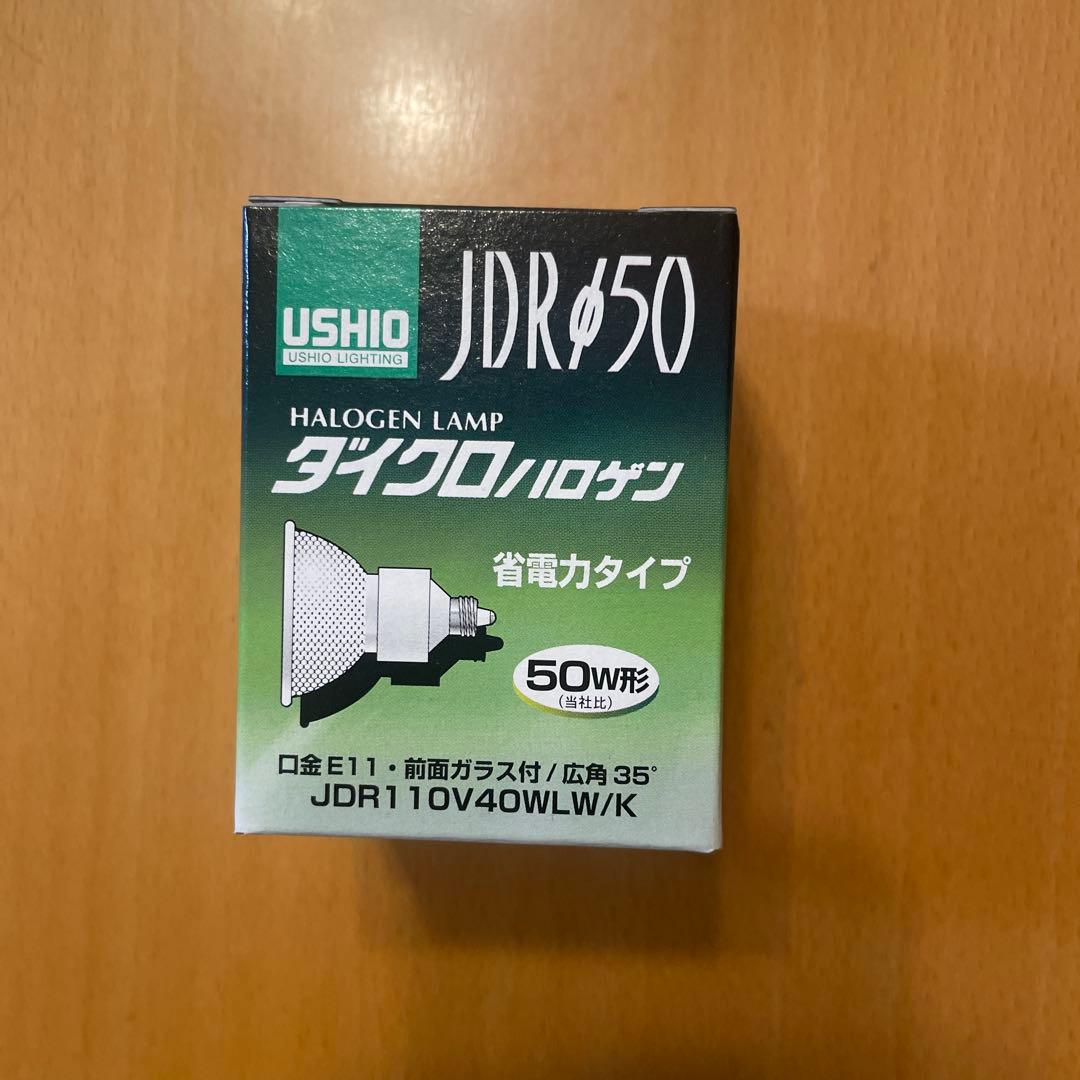 USHIO
USHIO LIGHTING
JDRφ50
HALOGEN LAMP
ダイクロハロゲン
省電力タイプ
50W形
(当社比)
口金E11・前面ガラス付/広角35°
JDR110V40WLW/K